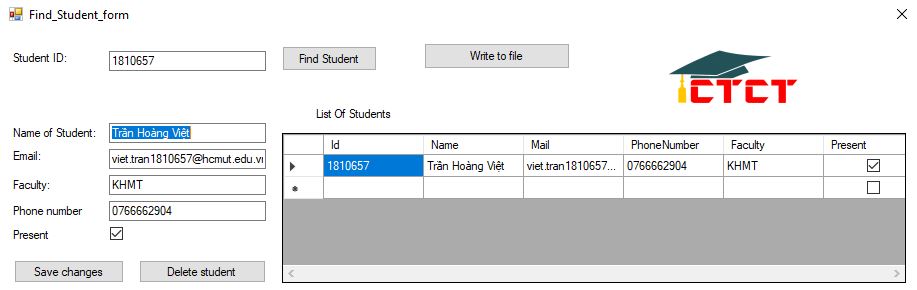 Find_Student_form
Student ID:
1810657
Find Student
Write to file
CTCT
List Of Students
Name of Student:
Trần Hoàng Việt
Email:
viet.tran1810657@hcmut.edu.vn
Faculty:
KHMT
Phone number
0766662904
Present
Save changes
Delete student
Id Name Mail PhoneNumber Faculty Present
1810657 Trần Hoàng Việt viet.tran1810657... 0766662904 KHMT